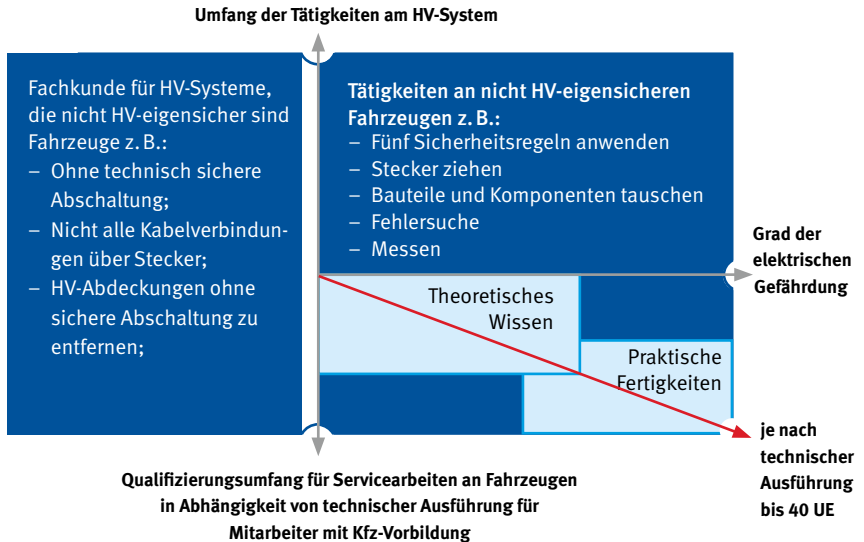 Umfang der Tätigkeiten am HV-System
Fachkunde für HV-Systeme,
die nicht HV-eigensicher sind
Fahrzeuge z. B.:
– Ohne technisch sichere
Abschaltung;
– Nicht alle Kabelverbindun-
gen über Stecker;
– HV-Abdeckungen ohne
sichere Abschaltung zu
entfernen;
Tätigkeiten an nicht HV-eigensicheren
Fahrzeugen z. B.:
– Fünf Sicherheitsregeln anwenden
– Stecker ziehen
– Bauteile und Komponenten tauschen
– Fehlersuche
– Messen
Grad der
elektrischen
Gefährdung
Theoretisches
Wissen
Praktische
Fertigkeiten
je nach
technischer
Ausführung
bis 40 UE
Qualifizierungsumfang für Servicearbeiten an Fahrzeugen
in Abhängigkeit von technischer Ausführung für
Mitarbeiter mit Kfz-Vorbildung